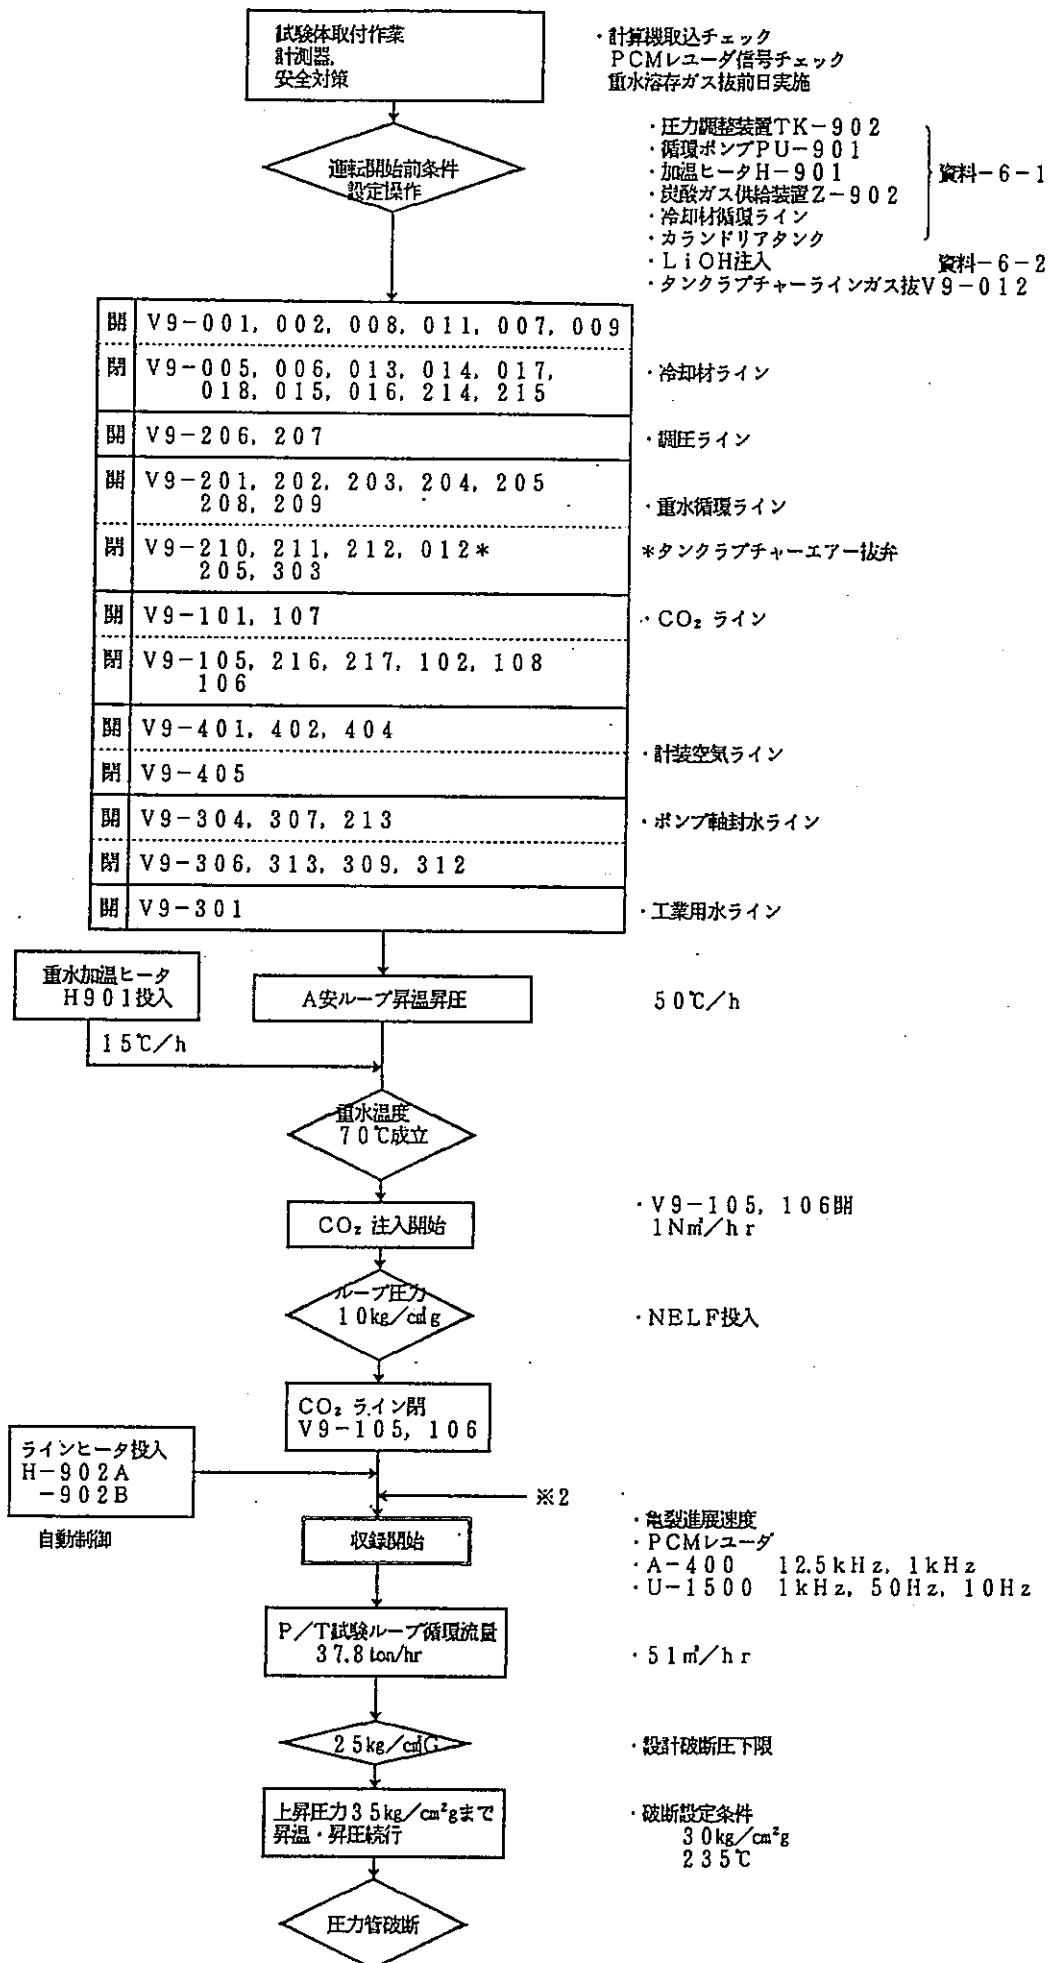 試験体取付作業
計測器.
安全対策
・計算機取込チェック
PCMレコーダ信号チェック
重水溶存ガス抜前日実施
運転開始前条件
設定操作
・圧力調整装置TK-902
・循環ポンプPU-901
・加温ヒータH-901
・炭酸ガス供給装置Z-902
・冷却材循環ライン
・カランドリアタンク
資料-6-1
・LiOH注入 資料-6-2
・タンクラプチャーラインガス抜V9-012
開 V9-001, 002, 008, 011, 007, 009
閉 V9-005, 006, 013, 014, 017,
018, 015, 016, 214, 215
・冷却材ライン
開 V9-206, 207 ・調圧ライン
開 V9-201, 202, 203, 204, 205
208, 209 ・重水循環ライン
閉 V9-210, 211, 212, 012* *タンクラプチャーエアー抜弁
205, 303
開 V9-101, 107 ・CO₂ ライン
閉 V9-105, 216, 217, 102, 108
106
開 V9-401, 402, 404
・計装空気ライン
閉 V9-405
開 V9-304, 307, 213 ・ポンプ軸封水ライン
閉 V9-306, 313, 309, 312
開 V9-301 ・工業用水ライン
重水加温ヒータ
H901投入
A安ループ昇温昇圧 50℃/h
15℃/h
重水温度
70℃成立
CO₂ 注入開始
・V9-105, 106開
1N㎥/hr
ループ圧力
10kg/c㎡g
・NELF投入
CO₂ ライン閉
V9-105, 106
ラインヒータ投入
H-902A
-902B
自動制御
※2
収録開始
・亀裂進展速度
・PCMレコーダ
・A-400 12.5kHz, 1kHz
・U-1500 1kHz, 50Hz, 10Hz
P/T試験ループ循環流量
37.8 ton/hr
・51㎥/hr
25kg/c㎡G ・設計破断圧下限
上昇圧力35kg/cm²gまで
昇温・昇圧続行
・破断設定条件
30kg/cm²g
235℃
圧力管破断